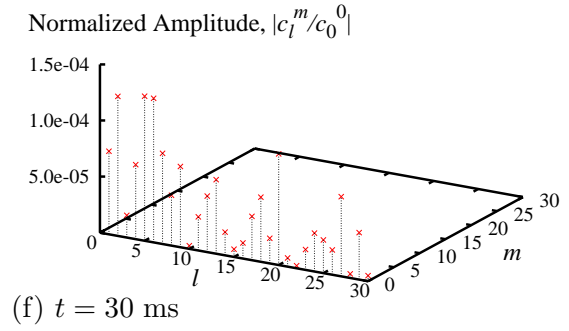 Normalized Amplitude, |c_l^m/c_0^0|
1.5e-04
1.0e-04
5.0e-05
0 5 10 15 20 25 30
l
0 5 10 15 20 25 30
m
(f) t = 30 ms